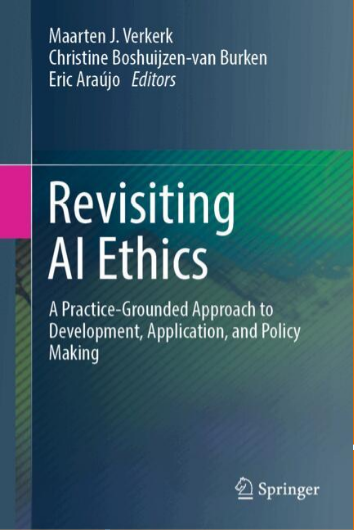 Maarten J. Verkerk
Christine Boshuijzen-van Burken
Eric Araújo   Editors
Revisiting
AI Ethics
A Practice-Grounded Approach to
Development, Application, and Policy
Making
Springer